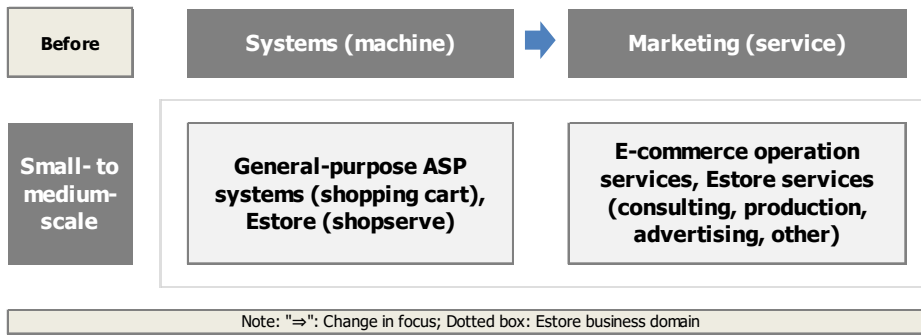 Before
Systems (machine)
Marketing (service)
Small- to
medium-
scale
General-purpose ASP
systems (shopping cart),
Estore (shopserve)
E-commerce operation
services, Estore services
(consulting, production,
advertising, other)
Note: "⇒": Change in focus; Dotted box: Estore business domain